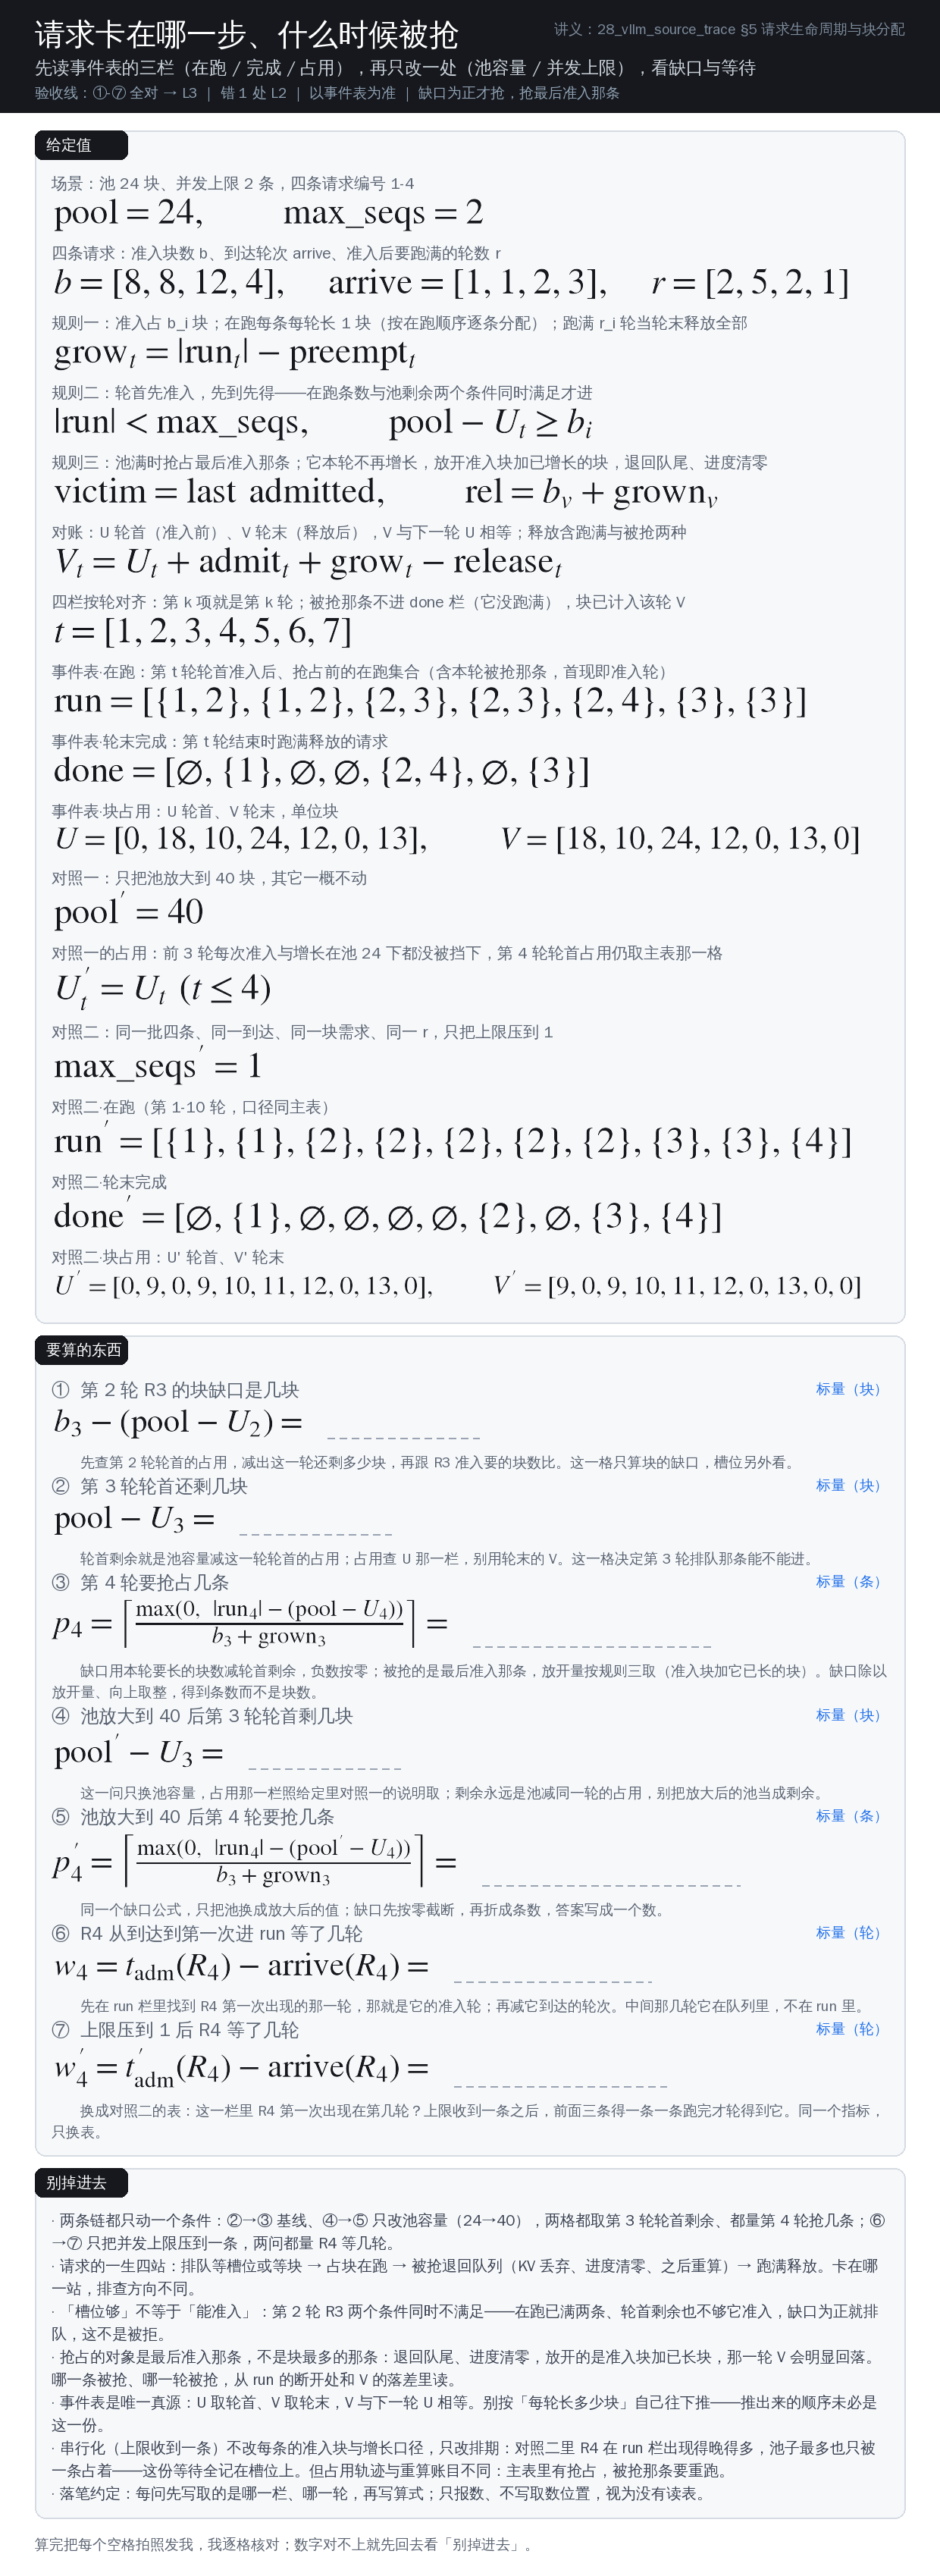 请求卡在哪一步、什么时候被抢
讲义：28_vllm_source_trace §5 请求生命周期与块分配
先读事件表的三栏（在跑 / 完成 / 占用），再只改一处（池容量 / 并发上限），看缺口与等待
验收线：①-⑦ 全对 → L3 ｜ 错 1 处 L2 ｜ 以事件表为准 ｜ 缺口为正才抢，抢最后准入那条
给定值
场景：池 24 块、并发上限 2 条，四条请求编号 1-4
pool = 24, max_seqs = 2
四条请求：准入块数 b、到达轮次 arrive、准入后要跑满的轮数 r
b = [8, 8, 12, 4], arrive = [1, 1, 2, 3], r = [2, 5, 2, 1]
规则一：准入占 b_i 块；在跑每条每轮长 1 块（按在跑顺序逐条分配）；跑满 r_i 轮当轮末释放全部
grow_t = |run_t| − preempt_t
规则二：轮首先准入，先到先得——在跑条数与池剩余两个条件同时满足才进
|run| < max_seqs, pool − U_t ≥ b_i
规则三：池满时抢占最后准入那条；它本轮不再增长，放开准入块加已增长的块，退回队尾、进度清零
victim = last admitted, rel = b_v + grown_v
对账：U 轮首（准入前）、V 轮末（释放后），V 与下一轮 U 相等；释放含跑满与被抢两种
V_t = U_t + admit_t + grow_t − release_t
四栏按轮对齐：第 k 项就是第 k 轮；被抢那条不进 done 栏（它没跑满），块已计入该轮 V
t = [1, 2, 3, 4, 5, 6, 7]
事件表·在跑：第 t 轮轮首准入后、抢占前的在跑集合（含本轮被抢那条，首现即准入轮）
run = [{1, 2}, {1, 2}, {2, 3}, {2, 3}, {2, 4}, {3}, {3}]
事件表·轮末完成：第 t 轮结束时跑满释放的请求
done = [∅, {1}, ∅, ∅, {2, 4}, ∅, {3}]
事件表·块占用：U 轮首、V 轮末，单位块
U = [0, 18, 10, 24, 12, 0, 13], V = [18, 10, 24, 12, 0, 13, 0]
对照一：只把池放大到 40 块，其它一概不动
pool′ = 40
对照一的占用：前 3 轮每次准入与增长在池 24 下都没被挡下，第 4 轮轮首占用仍取主表那一格
U′_t = U_t (t ≤ 4)
对照二：同一批四条、同一到达、同一块需求、同一 r，只把上限压到 1
max_seqs′ = 1
对照二·在跑（第 1-10 轮，口径同主表）
run′ = [{1}, {1}, {2}, {2}, {2}, {2}, {2}, {3}, {3}, {4}]
对照二·轮末完成
done′ = [∅, {1}, ∅, ∅, ∅, ∅, {2}, ∅, {3}, {4}]
对照二·块占用：U' 轮首、V' 轮末
U′ = [0, 9, 0, 9, 10, 11, 12, 0, 13, 0], V′ = [9, 0, 9, 10, 11, 12, 0, 13, 0, 0]
要算的东西
① 第 2 轮 R3 的块缺口是几块
标量（块）
b_3 − (pool − U_2) =
先查第 2 轮轮首的占用，减出这一轮还剩多少块，再跟 R3 准入要的块数比。这一格只算块的缺口，槽位另外看。
② 第 3 轮轮首还剩几块
标量（块）
pool − U_3 =
轮首剩余就是池容量减这一轮轮首的占用；占用查 U 那一栏，别用轮末的 V。这一格决定第 3 轮排队那条能不能进。
③ 第 4 轮要抢占几条
标量（条）
p_4 = ⌈max(0, |run_4| − (pool − U_4)) / (b_3 + grown_3)⌉ =
缺口用本轮要长的块数减轮首剩余，负数按零；被抢的是最后准入那条，放开量按规则三取（准入块加它已长的块）。缺口除以
放开量、向上取整，得到条数而不是块数。
④ 池放大到 40 后第 3 轮轮首剩几块
标量（块）
pool′ − U_3 =
这一问只换池容量，占用那一栏照给定里对照一的说明取；剩余永远是池减同一轮的占用，别把放大后的池当成剩余。
⑤ 池放大到 40 后第 4 轮要抢几条
标量（条）
p′_4 = ⌈max(0, |run_4| − (pool′ − U_4)) / (b_3 + grown_3)⌉ =
同一个缺口公式，只把池换成放大后的值；缺口先按零截断，再折成条数，答案写成一个数。
⑥ R4 从到达到第一次进 run 等了几轮
标量（轮）
w_4 = t_adm(R_4) − arrive(R_4) =
先在 run 栏里找到 R4 第一次出现的那一轮，那就是它的准入轮；再减它到达的轮次。中间那几轮它在队列里，不在 run 里。
⑦ 上限压到 1 后 R4 等了几轮
标量（轮）
w′_4 = t′_adm(R_4) − arrive(R_4) =
换成对照二的表：这一栏里 R4 第一次出现在第几轮？上限收到一条之后，前面三条得一条一条跑完才轮得到它。同一个指标，
只换表。
别掉进去
· 两条链都只动一个条件：②→③ 基线、④→⑤ 只改池容量（24→40），两格都取第 3 轮轮首剩余、都量第 4 轮抢几条；⑥
→⑦ 只把并发上限压到一条，两问都量 R4 等几轮。
· 请求的一生四站：排队等槽位或等块 → 占块在跑 → 被抢退回队列（KV 丢弃、进度清零、之后重算）→ 跑满释放。卡在哪
一站，排查方向不同。
· 「槽位够」不等于「能准入」：第 2 轮 R3 两个条件同时不满足——在跑已满两条、轮首剩余也不够它准入，缺口为正就排
队，这不是被拒。
· 抢占的对象是最后准入那条，不是块最多的那条：退回队尾、进度清零，放开的是准入块加已长块，那一轮 V 会明显回落。
哪一条被抢、哪一轮被抢，从 run 的断开处和 V 的落差里读。
· 事件表是唯一真源：U 取轮首、V 取轮末，V 与下一轮 U 相等。别按「每轮长多少块」自己往下推——推出来的顺序未必是
这一份。
· 串行化（上限收到一条）不改每条的准入块与增长口径，只改排期：对照二里 R4 在 run 栏出现得晚得多，池子最多也只被
一条占着——这份等待全记在槽位上。但占用轨迹与重算账目不同：主表里有抢占，被抢那条要重跑。
· 落笔约定：每问先写取的是哪一栏、哪一轮，再写算式；只报数、不写取数位置，视为没有读表。
算完把每个空格拍照发我，我逐格核对；数字对不上就先回去看「别掉进去」。